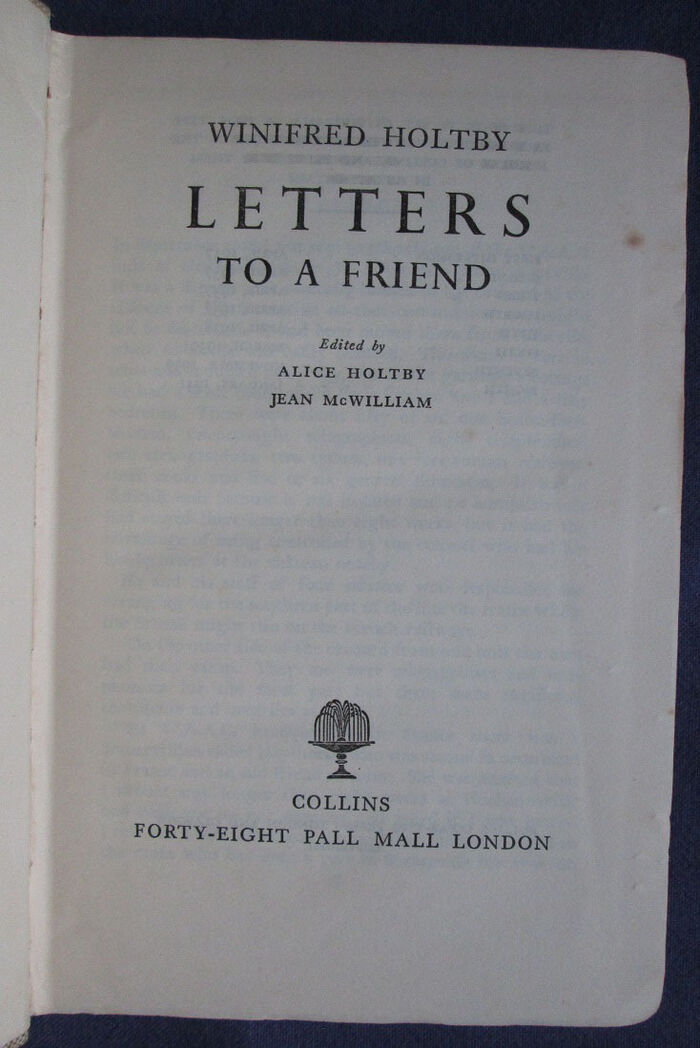 WINIFRED HOLTBY
LETTERS
TO A FRIEND
Edited by
ALICE HOLTBY
JEAN McWILLIAM
COLLINS
FORTY-EIGHT PALL MALL LONDON